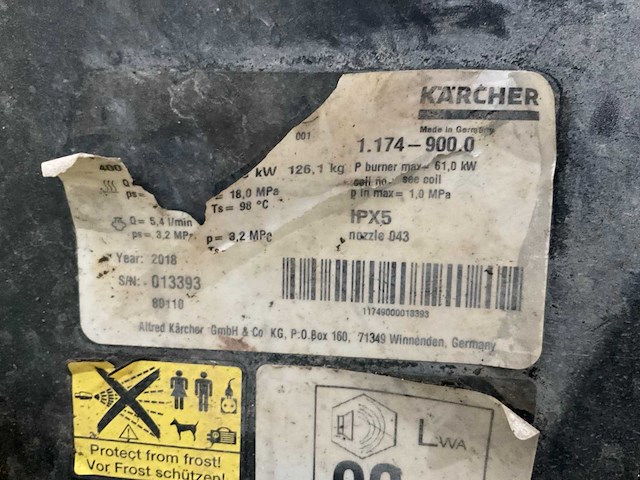 KÄRCHER
Made in Germany
001
1.174-900.0
400
kW 126,1 kg
P burner max= 61,0 kW
coil no.: see coil
p in max= 1,0 MPa
ps=
= 18,0 MPa
Ts= 98 °C
IPX5
nozzle 043
Q= 5,4 l/min
ps= 3,2 MPa
p= 3,2 MPa
Year: 2018
S/N: 013393
80110
Alfred Kärcher GmbH & Co KG, P.O.Box 160, 71349 Winnenden, Germany
Protect from frost!
Vor Frost schützen!
LWA